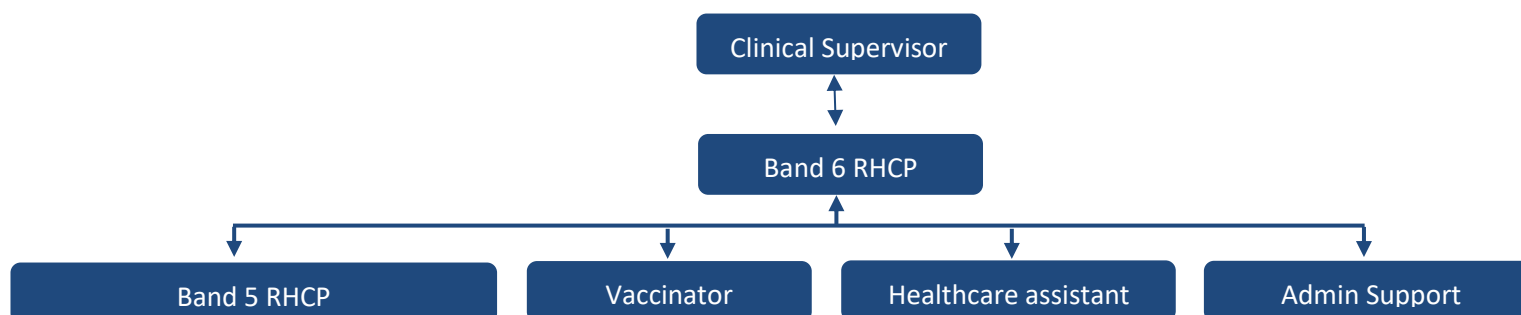 Clinical Supervisor
Band 6 RHCP
Band 5 RHCP
Vaccinator
Healthcare assistant
Admin Support